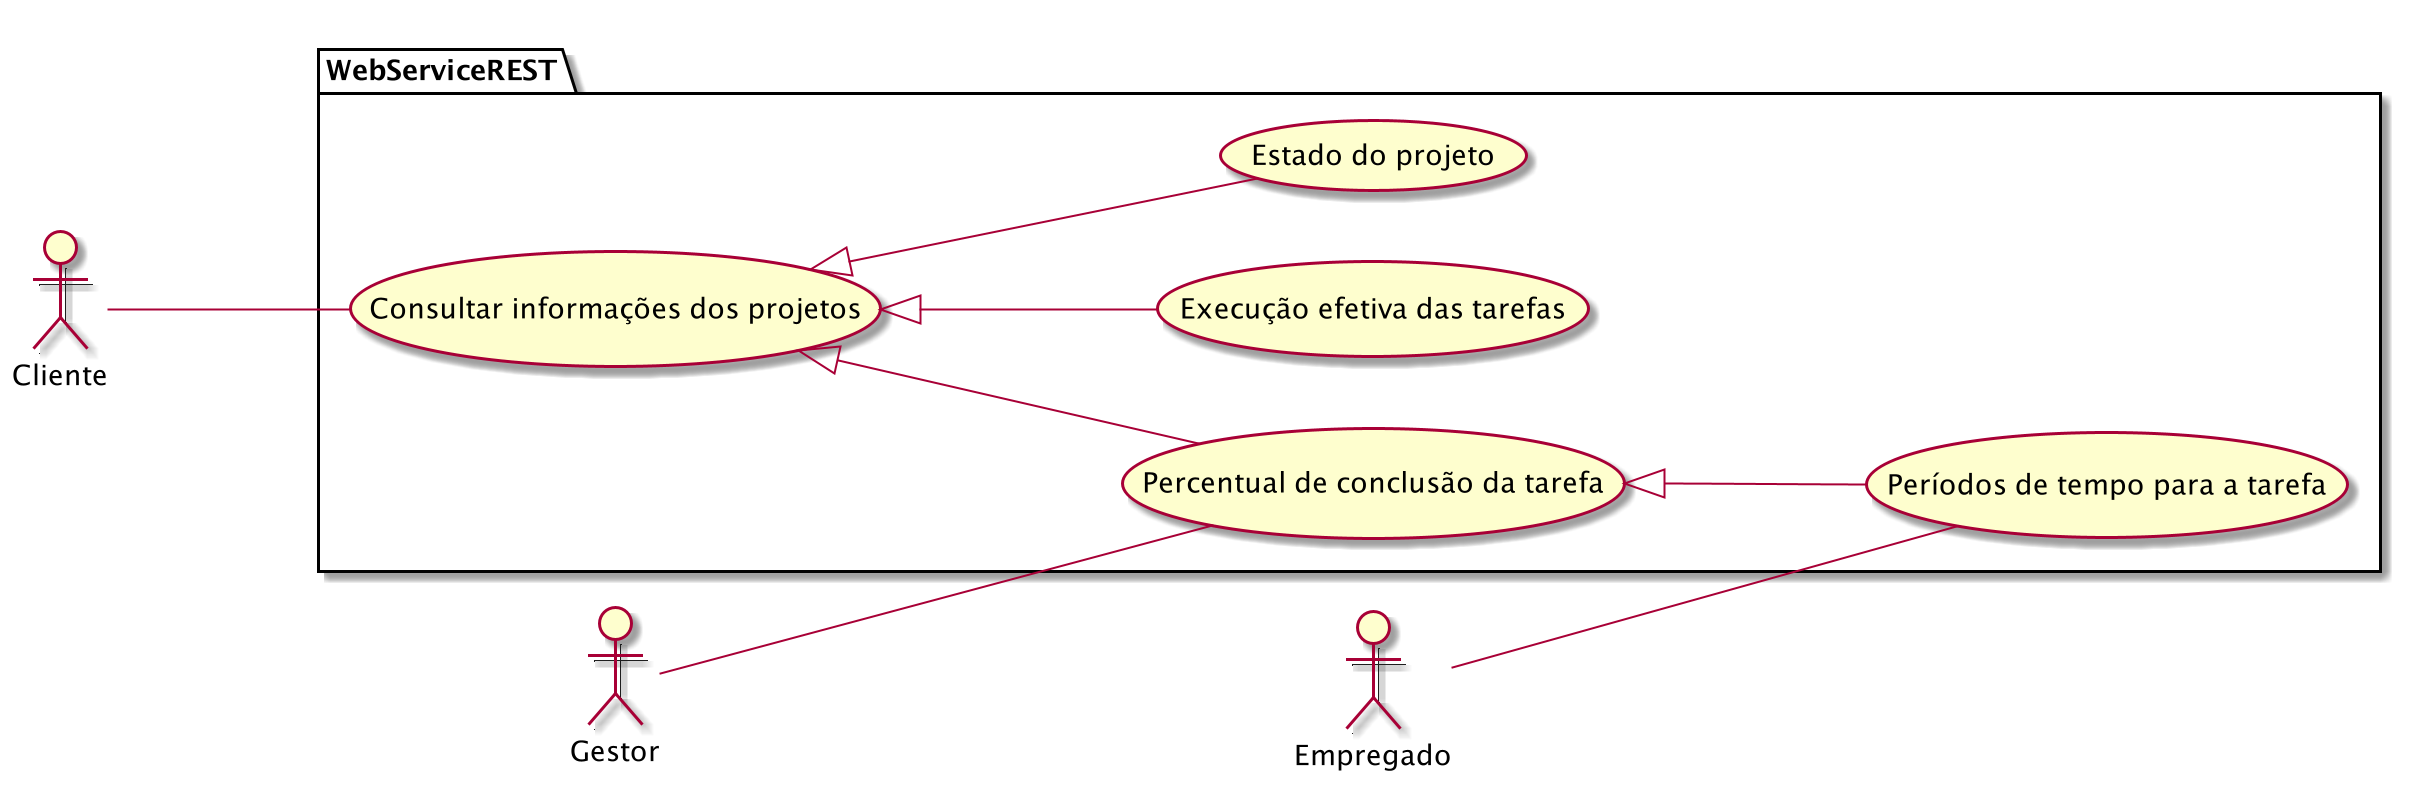 WebServiceREST
Estado do projeto
Consultar informações dos projetos
Execução efetiva das tarefas
Cliente
Percentual de conclusão da tarefa
Períodos de tempo para a tarefa
Gestor
Empregado